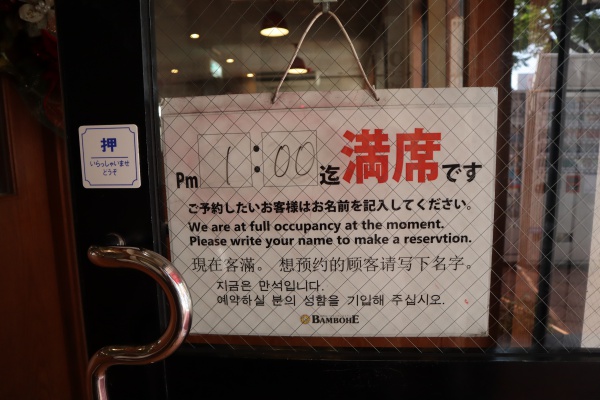 押
いらっしゃいませ
どうぞ
Pm 1:00迄満席です
ご予約したいお客様はお名前を記入してください。
We are at full occupancy at the moment.
Please write your name to make a reservtion.
現在客滿。 想预约的顾客请写下名字。
지금은 만석입니다.
예약하실 분의 성함을 기입해 주십시오.
BAMBOHE